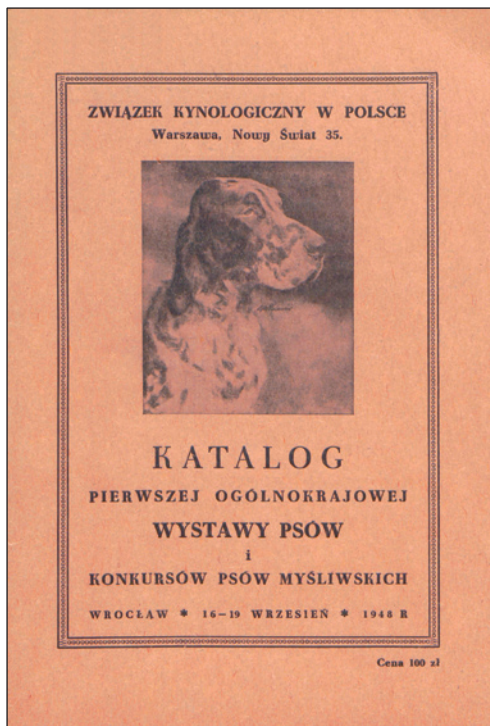 ZWIĄZEK KYNOLOGICZNY W POLSCE
Warszawa, Nowy Świat 35.
KATALOG
PIERWSZEJ OGÓLNOKRAJOWEJ
WYSTAWY PSÓW
i
KONKURSÓW PSÓW MYŚLIWSKICH
WROCŁAW * 16—19 WRZESIEŃ * 1948 R
Cena 100 zł